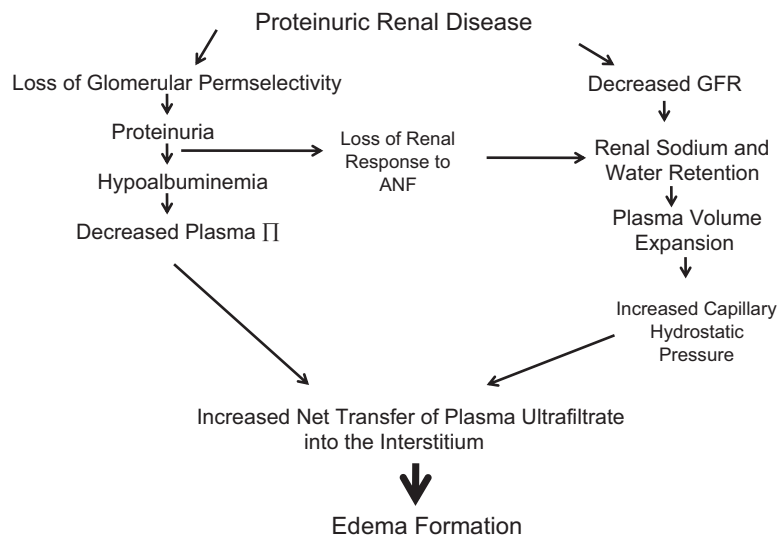 Proteinuric Renal Disease
Loss of Glomerular Permselectivity
Decreased GFR
Proteinuria
Loss of Renal
Response to
ANF
Renal Sodium and
Water Retention
Hypoalbuminemia
Decreased Plasma ∏
Plasma Volume
Expansion
Increased Capillary
Hydrostatic
Pressure
Increased Net Transfer of Plasma Ultrafiltrate
into the Interstitium
Edema Formation